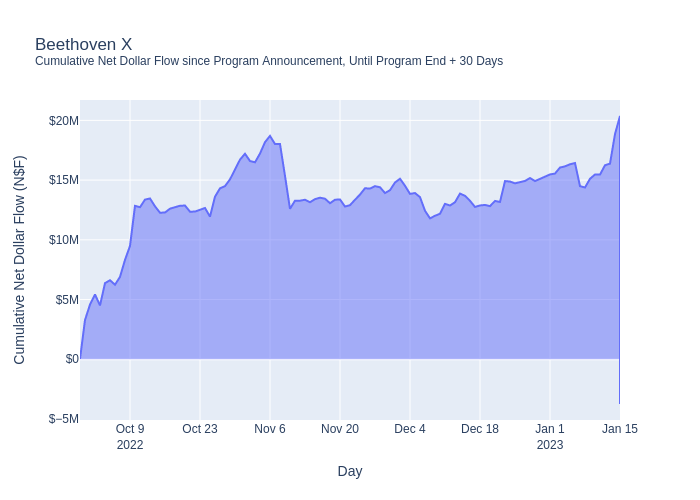 Beethoven X
Cumulative Net Dollar Flow since Program Announcement, Until Program End + 30 Days
Cumulative Net Dollar Flow (N$F)
$20M
$15M
$10M
$5M
$0
$−5M
Oct 9
2022
Oct 23
Nov 6
Nov 20
Dec 4
Dec 18
Jan 1
2023
Jan 15
Day